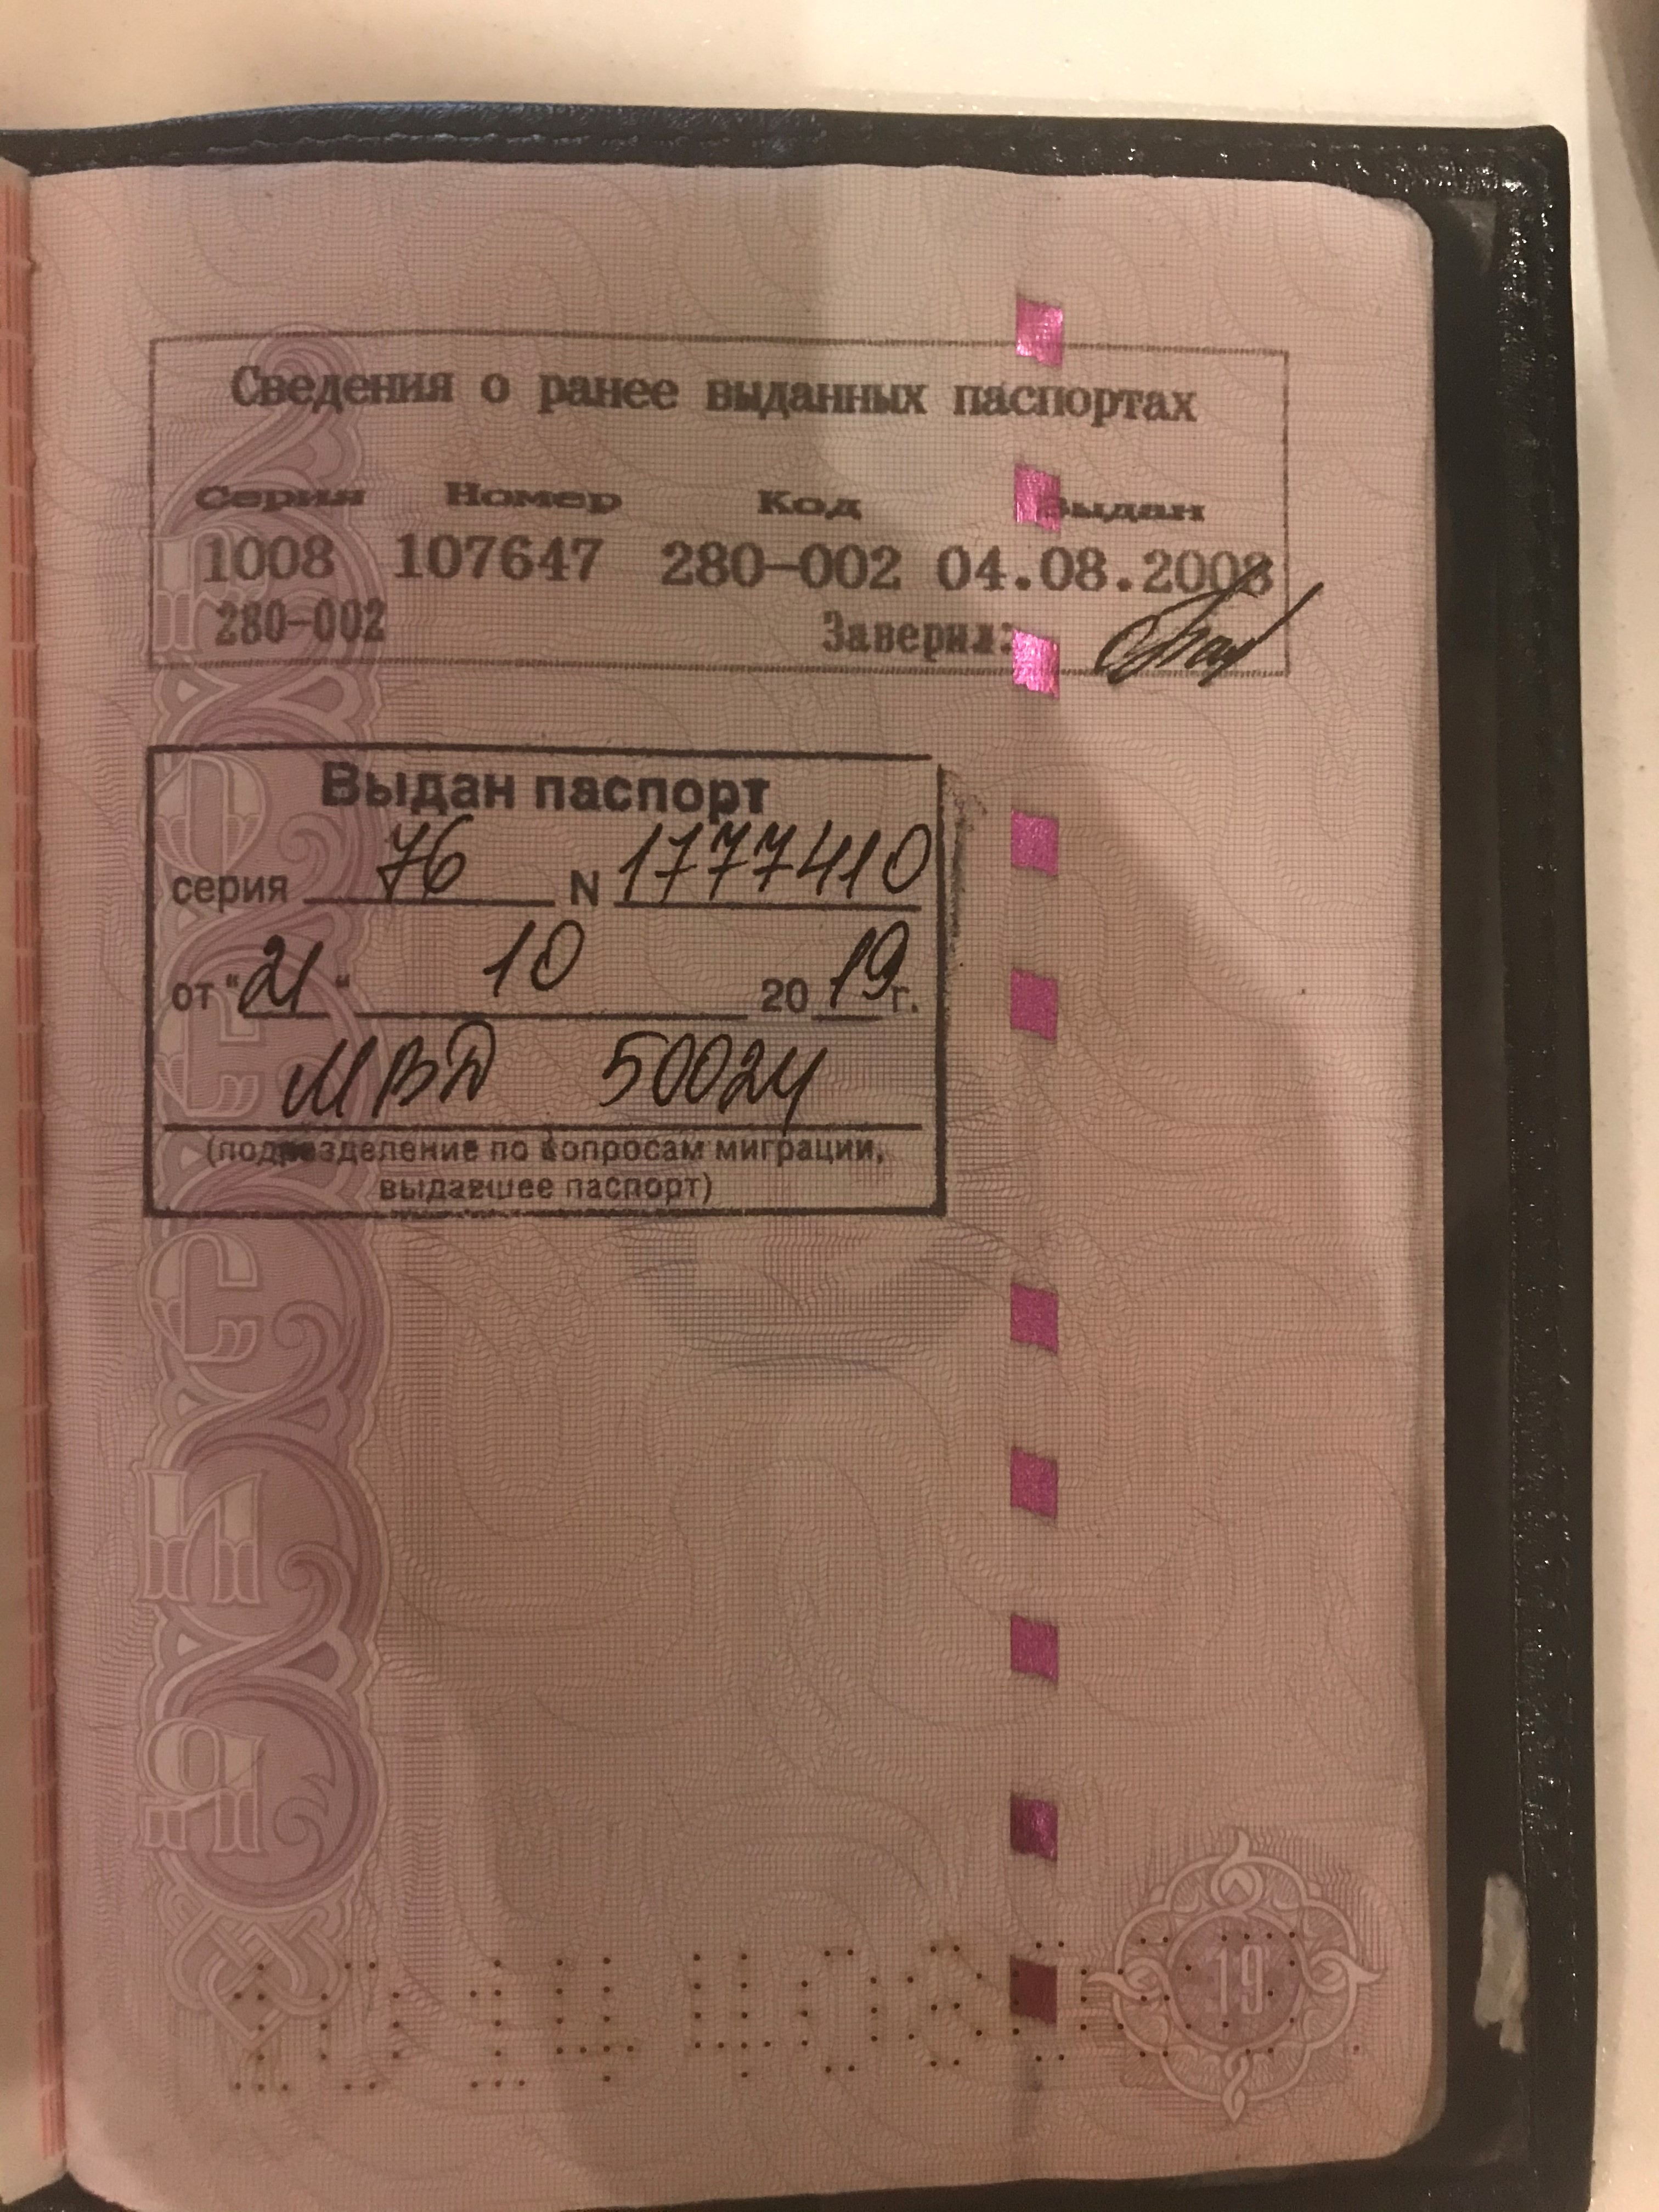 Сведения о ранее выданных паспортах
Серия Номер Код Выдан
1008 107647 280-002 04.08.2008
280-002 Заверил:
Выдан паспорт
серия 76 N 1777410
от "21" 10 2019г.
МВД 50024
(подразделение по вопросам миграции,
выдавшее паспорт)
19